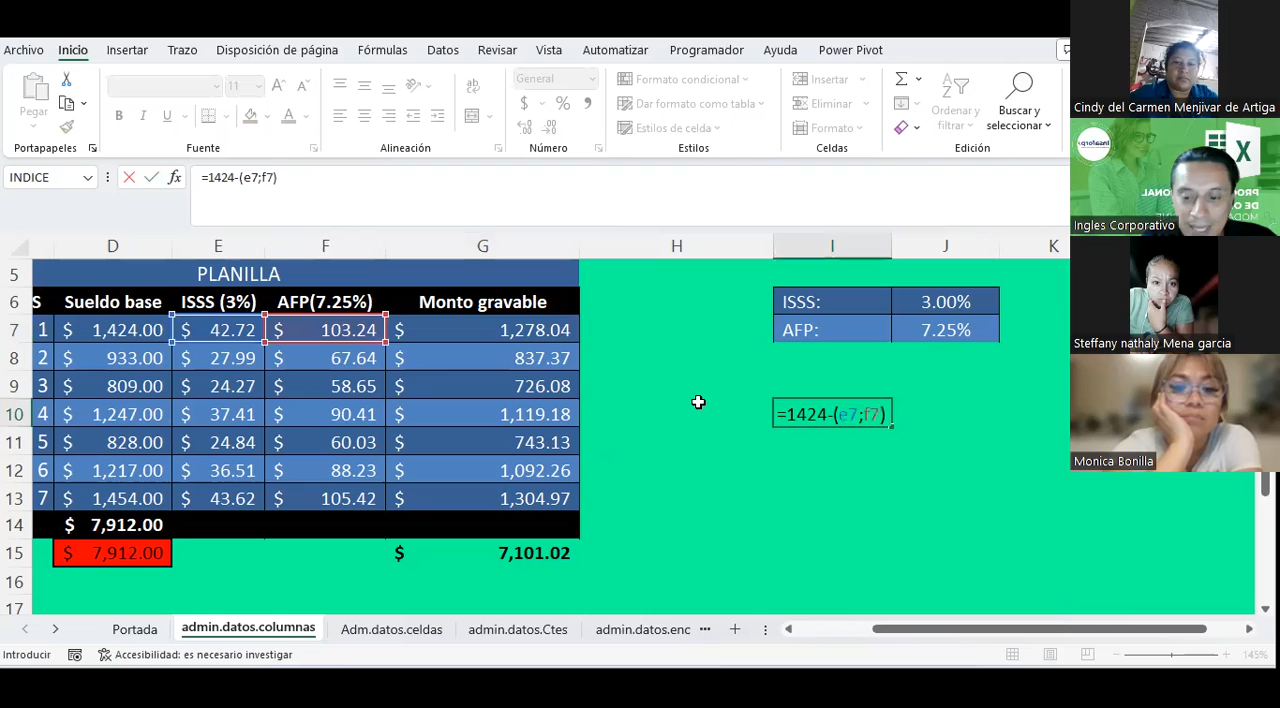 Archivo Inicio Insertar Trazo Disposición de página Fórmulas Datos Revisar Vista Automatizar Programador Ayuda Power Pivot
Pegar
11
General
Formato condicional
Dar formato como tabla
Estilos de celda
Insertar
Eliminar
Formato
Ordenar y
filtrar
Buscar y
seleccionar
Portapapeles Fuente Alineación Número Estilos Celdas Edición
INDICE
=1424-(e7;f7)
D E F G H I J K
5 PLANILLA
6 S Sueldo base ISSS (3%) AFP(7.25%) Monto gravable ISSS: 3.00%
7 1 $ 1,424.00 $ 42.72 $ 103.24 $ 1,278.04 AFP: 7.25%
8 2 $ 933.00 $ 27.99 $ 67.64 $ 837.37
9 3 $ 809.00 $ 24.27 $ 58.65 $ 726.08
10 4 $ 1,247.00 $ 37.41 $ 90.41 $ 1,119.18 =1424-(e7;f7)
11 5 $ 828.00 $ 24.84 $ 60.03 $ 743.13
12 6 $ 1,217.00 $ 36.51 $ 88.23 $ 1,092.26
13 7 $ 1,454.00 $ 43.62 $ 105.42 $ 1,304.97
14 $ 7,912.00
15 $ 7,912.00 $ 7,101.02
16
17
Portada admin.datos.columnas Adm.datos.celdas admin.datos.Ctes admin.datos.enc
Introducir Accesibilidad: es necesario investigar 145%
Cindy del Carmen Menjivar de Artiga
Ingles Corporativo
Steffany nathaly Mena garcia
Monica Bonilla